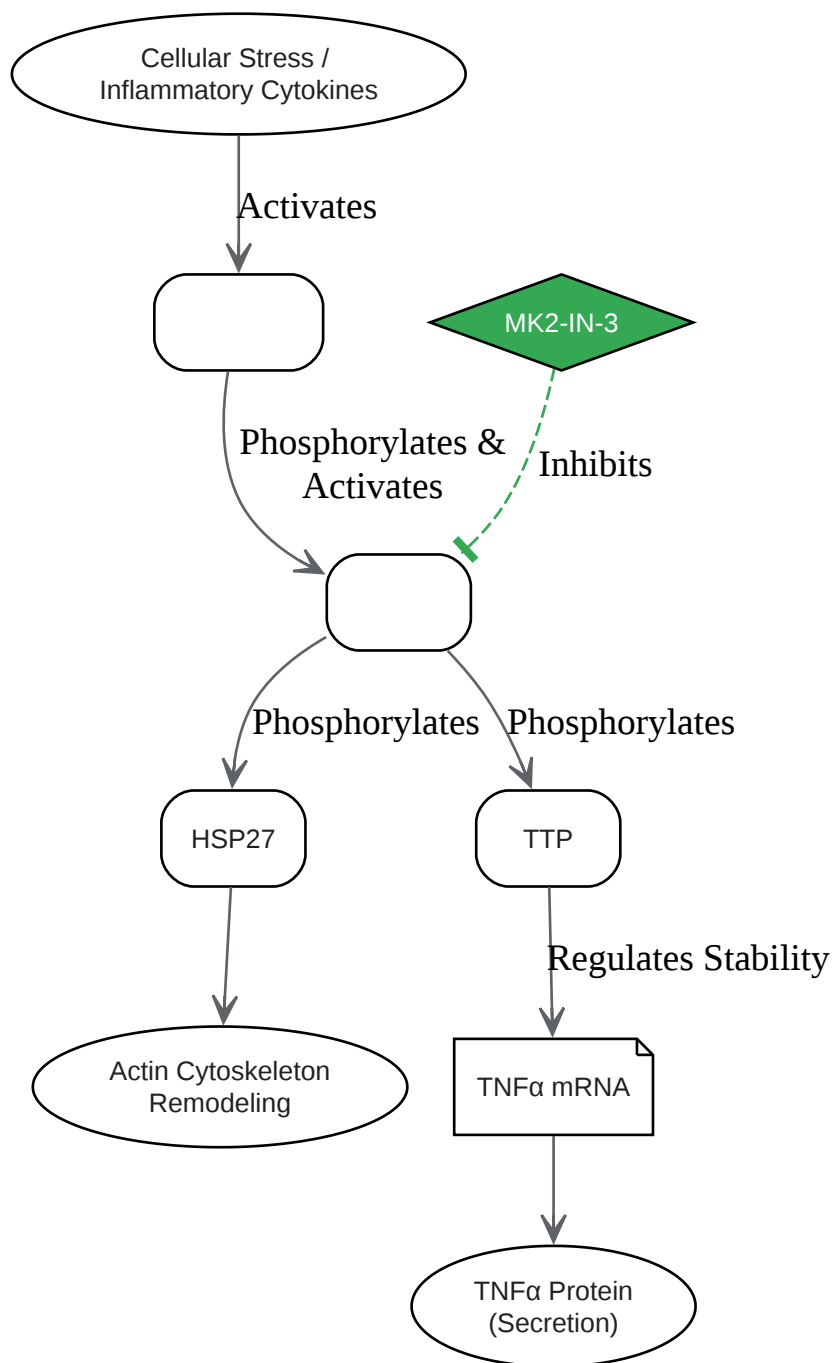 Cellular Stress /
Inflammatory Cytokines
Activates
MK2-IN-3
Phosphorylates &
Activates
Inhibits
Phosphorylates
Phosphorylates
HSP27
TTP
Regulates Stability
Actin Cytoskeleton
Remodeling
TNFα mRNA
TNFα Protein
(Secretion)